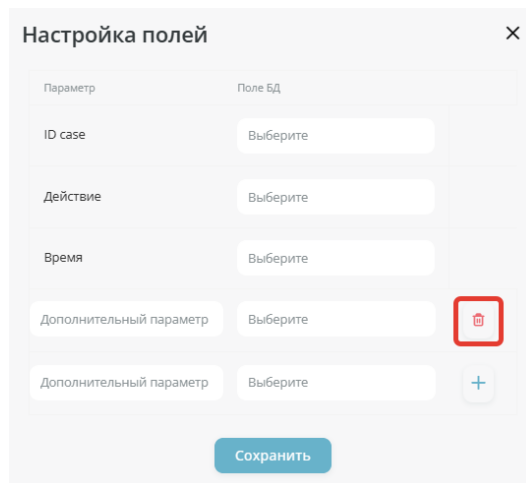 Настройка полей
Параметр Поле БД
ID case Выберите
Действие Выберите
Время Выберите
Дополнительный параметр Выберите
Дополнительный параметр Выберите
Сохранить